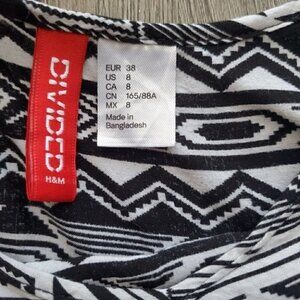 DIVIDED
H&M
EUR 38
US 8
CA 8
CN 165/88A
MX 8
Made in
Bangladesh